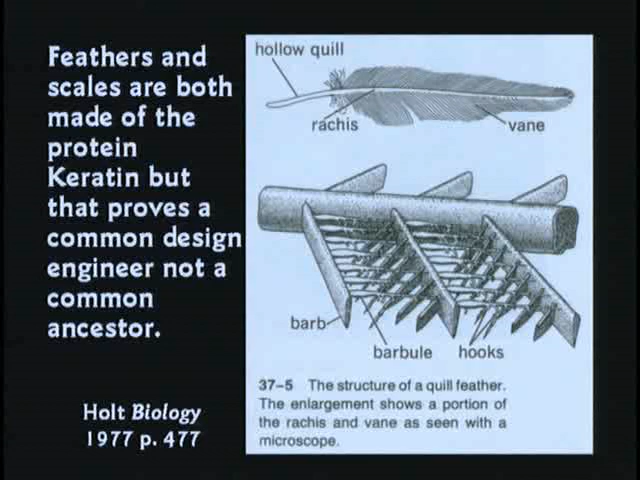 Feathers and
scales are both
made of the
protein
Keratin but
that proves a
common design
engineer not a
common
ancestor.
Holt Biology
1977 p. 477
hollow quill
rachis
vane
barb
barbule
hooks
37-5 The structure of a quill feather.
The enlargement shows a portion of
the rachis and vane as seen with a
microscope.